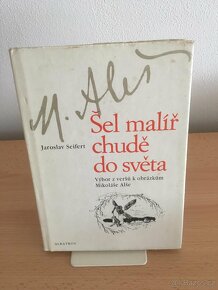 M. Aleš
Jaroslav Seifert
Šel malíř
chudě
do světa
Výbor z veršů k obrázkům
Mikoláše Alše
ALBATROS